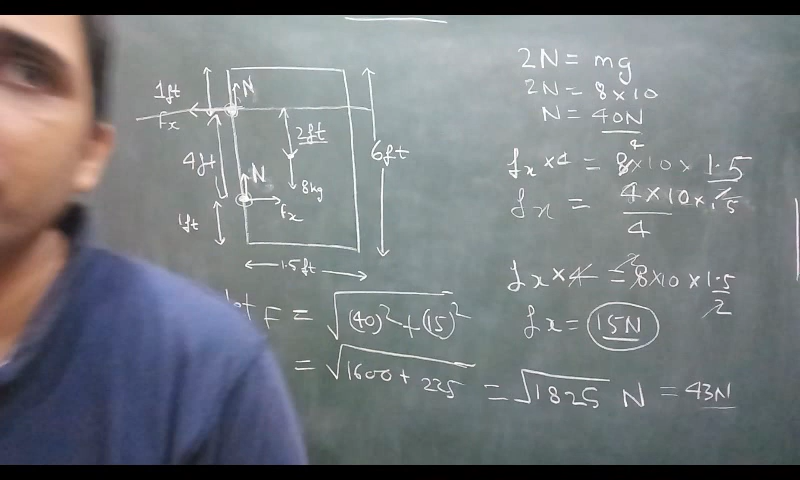 1ft
N
fx
2ft
4ft
6ft
N
8kg
fx
1ft
1.5ft
2N = mg
2N = 8×10
N = 40N
fx × 4 = 8×10 × 1.5/2
fx = 4×10×1.5/4
fx × 4 = 8×10 × 1.5/2
fx = 15N
F = √(40)² + (15)²
= √1600 + 225 = √1825 N = 43N